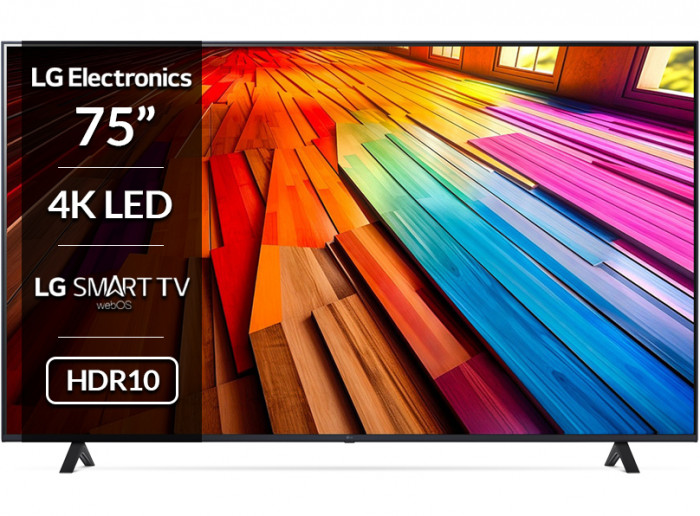 LG Electronics
75”
4K LED
LG SMART TV
webOS
HDR10